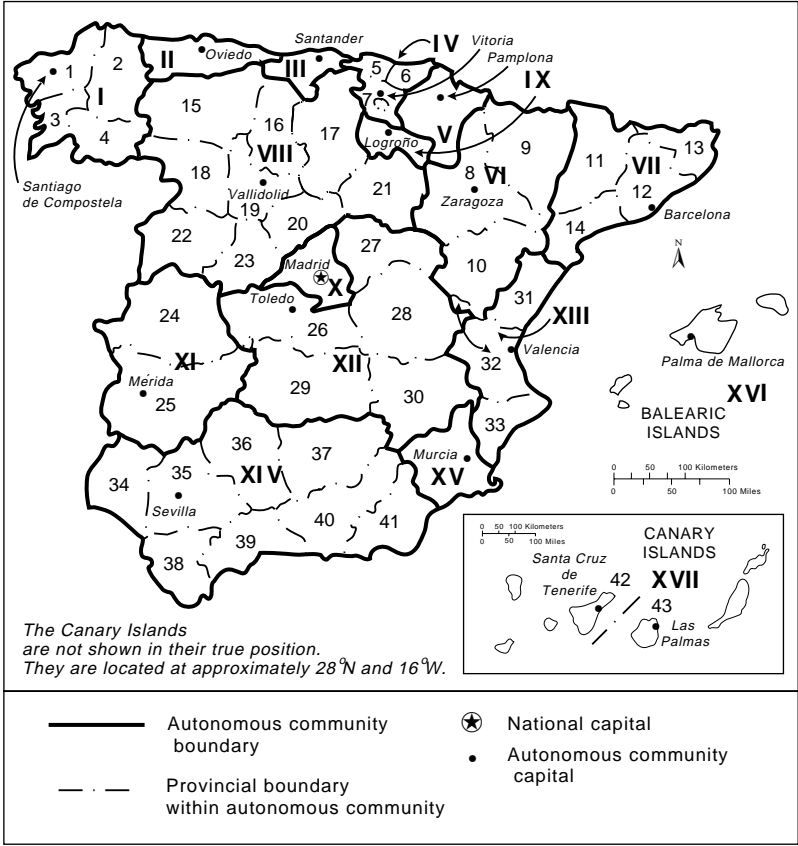 Santander
IV
Vitoria
Pamplona
IX
II
Oviedo
III
1
2
I
3
4
5
6
7
15
16
17
V
Logroño
9
VIII
18
8
VI
Zaragoza
11
VII
13
12
Barcelona
14
Santiago
de Compostela
Valladolid
19
20
21
22
23
Madrid
X
27
10
N
31
XIII
24
Toledo
26
28
Valencia
32
XI
XII
Palma de Mallorca
Mérida
25
29
30
XVI
BALEARIC
ISLANDS
33
36
37
Murcia
XV
0 50 100 Kilometers
0 50 100 Miles
34
35
XIV
Sevilla
40
41
39
38
0 50 100 Kilometers
0 50 100 Miles
CANARY
ISLANDS
Santa Cruz
de
Tenerife
42
XVII
43
Las
Palmas
The Canary Islands
are not shown in their true position.
They are located at approximately 28°N and 16°W.
Autonomous community
boundary
National capital
Autonomous community
capital
Provincial boundary
within autonomous community